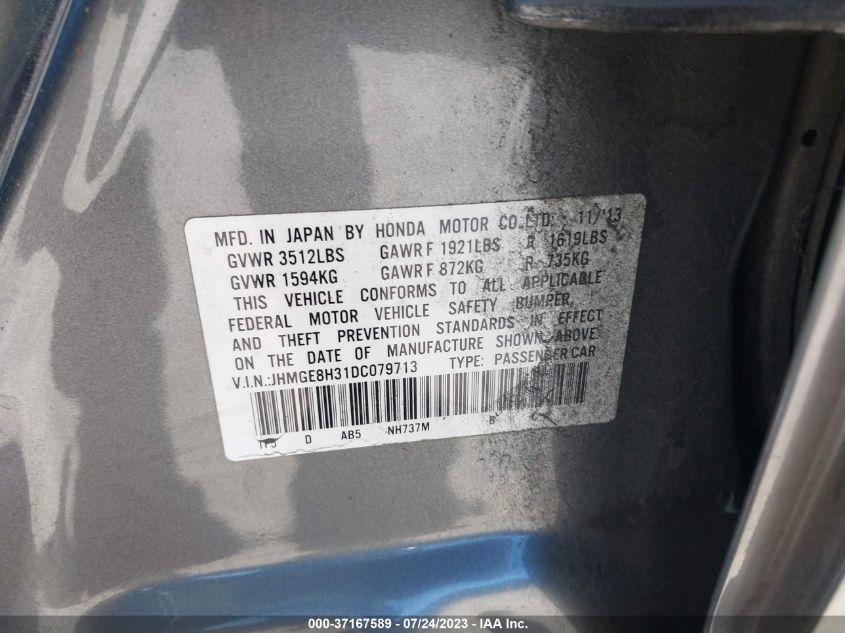 MFD. IN JAPAN BY HONDA MOTOR CO.,LTD. 11/'13
GVWR 3512LBS GAWR F 1921LBS R 1619LBS
GVWR 1594KG GAWR F 872KG R 735KG
THIS VEHICLE CONFORMS TO ALL APPLICABLE
FEDERAL MOTOR VEHICLE SAFETY BUMPER,
AND THEFT PREVENTION STANDARDS IN EFFECT
ON THE DATE OF MANUFACTURE SHOWN ABOVE
V.I.N.:JHMGE8H31DC079713 TYPE: PASSENGER CAR
D AB5 NH737M B
000-37167589 - 07/24/2023 - IAAI.com